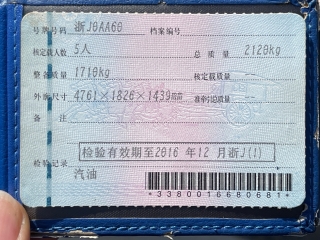 号牌号码 浙J0AA60 档案编号
核定载人数 5人 总质量 2120kg
整备质量 1710kg 核定载质量 --
外廓尺寸 4761×1826×1439mm 准牵引总质量 --
备注
检验有效期至2016 年12 月浙J(1)
检验记录
汽油
*3380016680681*